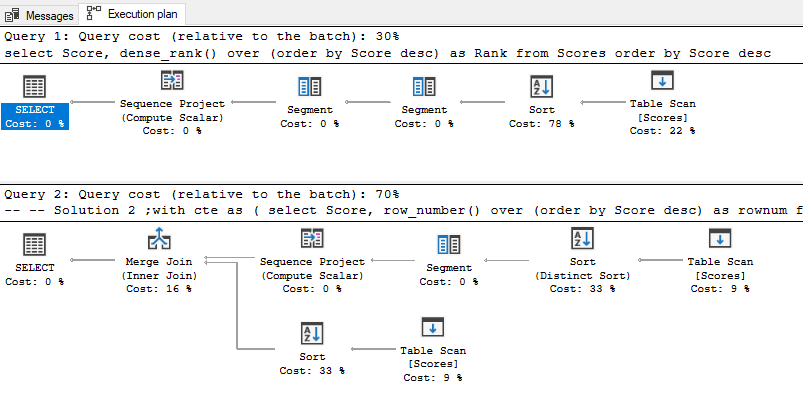 Messages Execution plan
Query 1: Query cost (relative to the batch): 30%
select Score, dense_rank() over (order by Score desc) as Rank from Scores order by Score desc
SELECT
Cost: 0 %
Sequence Project
(Compute Scalar)
Cost: 0 %
Segment
Cost: 0 %
Segment
Cost: 0 %
Sort
Cost: 78 %
Table Scan
[Scores]
Cost: 22 %
Query 2: Query cost (relative to the batch): 70%
-- -- Solution 2 ;with cte as ( select Score, row_number() over (order by Score desc) as rownum f
SELECT
Cost: 0 %
Merge Join
(Inner Join)
Cost: 16 %
Sequence Project
(Compute Scalar)
Cost: 0 %
Segment
Cost: 0 %
Sort
(Distinct Sort)
Cost: 33 %
Table Scan
[Scores]
Cost: 9 %
Sort
Cost: 33 %
Table Scan
[Scores]
Cost: 9 %